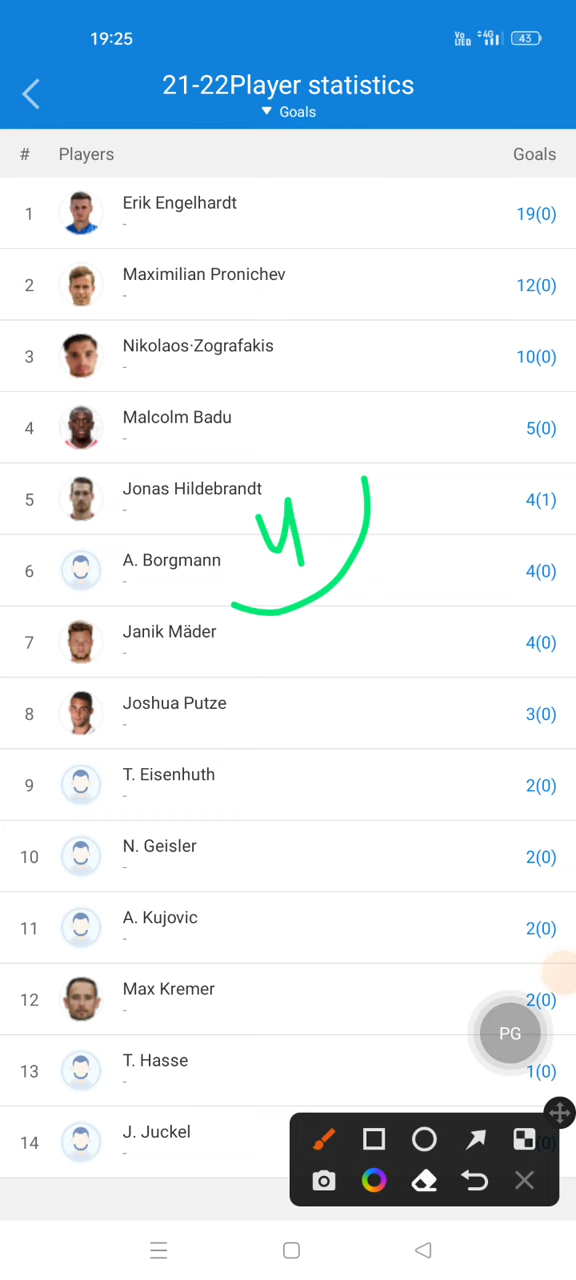 19:25
Vo LTED 4G 43
21-22Player statistics
▼ Goals
# Players Goals
1 Erik Engelhardt 19(0)
-
2 Maximilian Pronichev 12(0)
-
3 Nikolaos·Zografakis 10(0)
-
4 Malcolm Badu 5(0)
-
5 Jonas Hildebrandt 4(1)
-
6 A. Borgmann 4(0)
-
7 Janik Mäder 4(0)
-
8 Joshua Putze 3(0)
-
9 T. Eisenhuth 2(0)
-
10 N. Geisler 2(0)
-
11 A. Kujovic 2(0)
-
12 Max Kremer 2(0)
-
PG
13 T. Hasse 1(0)
-
14 J. Juckel
-